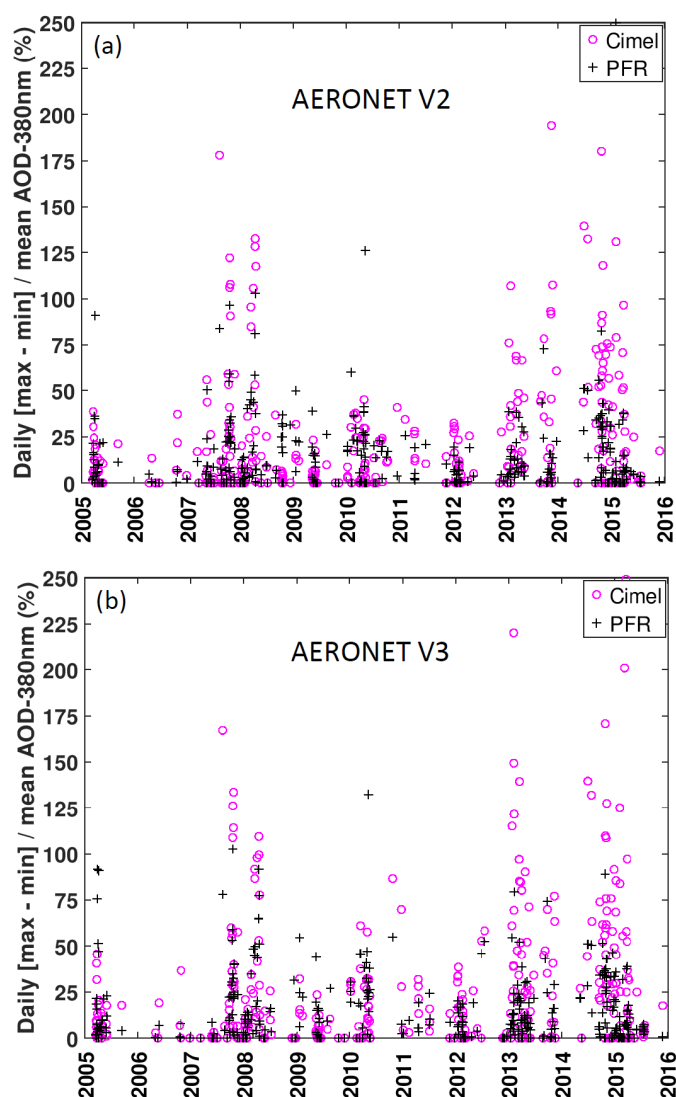 (a)
AERONET V2
Cimel
PFR
Daily [max - min] / mean AOD-380nm (%)
250
225
200
175
150
125
100
75
50
25
0
2005 2006 2007 2008 2009 2010 2011 2012 2013 2014 2015 2016
(b)
AERONET V3
Cimel
PFR
Daily [max - min] / mean AOD-380nm (%)
250
225
200
175
150
125
100
75
50
25
0
2005 2006 2007 2008 2009 2010 2011 2012 2013 2014 2015 2016